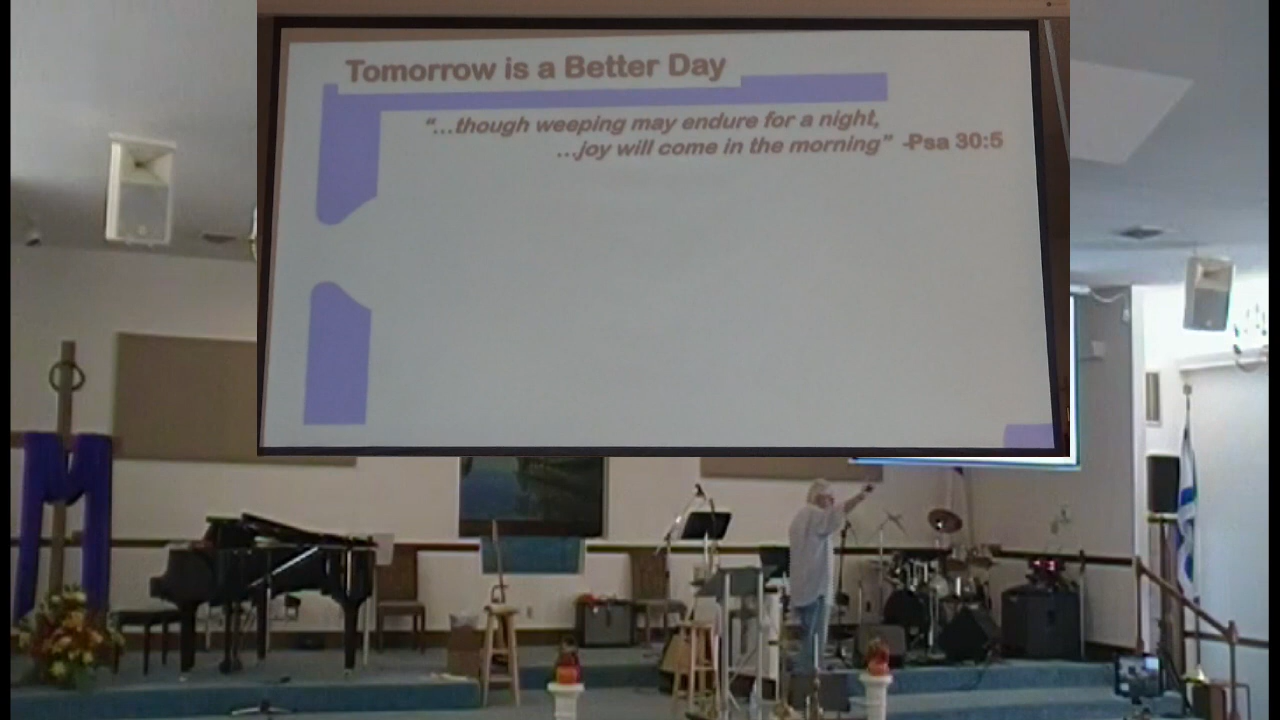 Tomorrow is a Better Day
“...though weeping may endure for a night,
...joy will come in the morning” -Psa 30:5